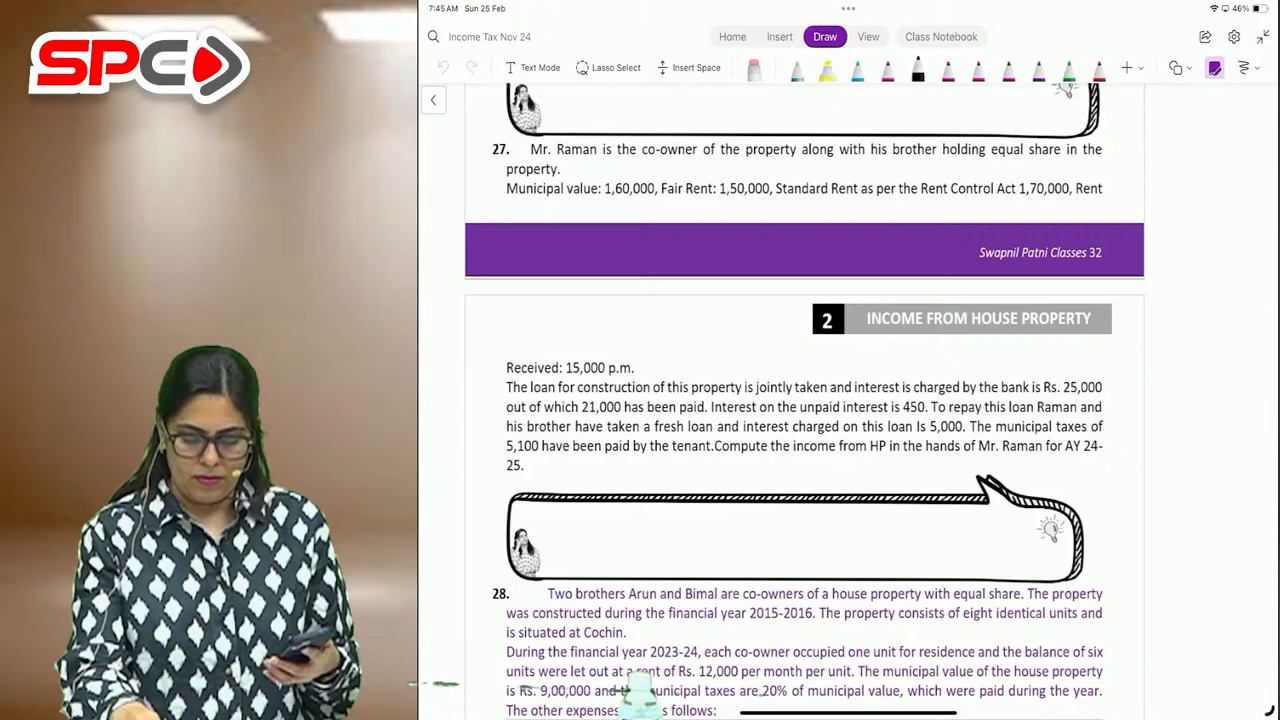 7:45AM Sun 25 Feb
46%
SPC
Income Tax Nov 24
Home Insert Draw View Class Notebook
Text Mode Lasso Select Insert Space
27. Mr. Raman is the co-owner of the property along with his brother holding equal share in the
property.
Municipal value: 1,60,000, Fair Rent: 1,50,000, Standard Rent as per the Rent Control Act 1,70,000, Rent
Swapnil Patni Classes 32
2 INCOME FROM HOUSE PROPERTY
Received: 15,000 p.m.
The loan for construction of this property is jointly taken and interest is charged by the bank is Rs. 25,000
out of which 21,000 has been paid. Interest on the unpaid interest is 450. To repay this loan Raman and
his brother have taken a fresh loan and interest charged on this loan Is 5,000. The municipal taxes of
5,100 have been paid by the tenant.Compute the income from HP in the hands of Mr. Raman for AY 24-
25.
28. Two brothers Arun and Bimal are co-owners of a house property with equal share. The property
was constructed during the financial year 2015-2016. The property consists of eight identical units and
is situated at Cochin.
During the financial year 2023-24, each co-owner occupied one unit for residence and the balance of six
units were let out at a rent of Rs. 12,000 per month per unit. The municipal value of the house property
is Rs. 9,00,000 and municipal taxes are 20% of municipal value, which were paid during the year.
The other expenses follows: